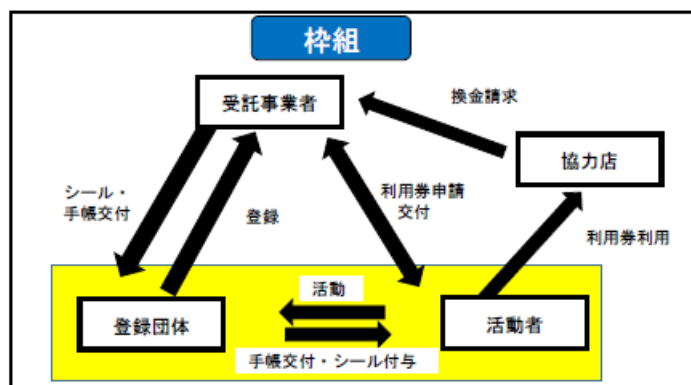 枠組
受託事業者
換金請求
協力店
シール・
手帳交付
登録
利用券申請
交付
利用券利用
活動
登録団体
活動者
手帳交付・シール付与